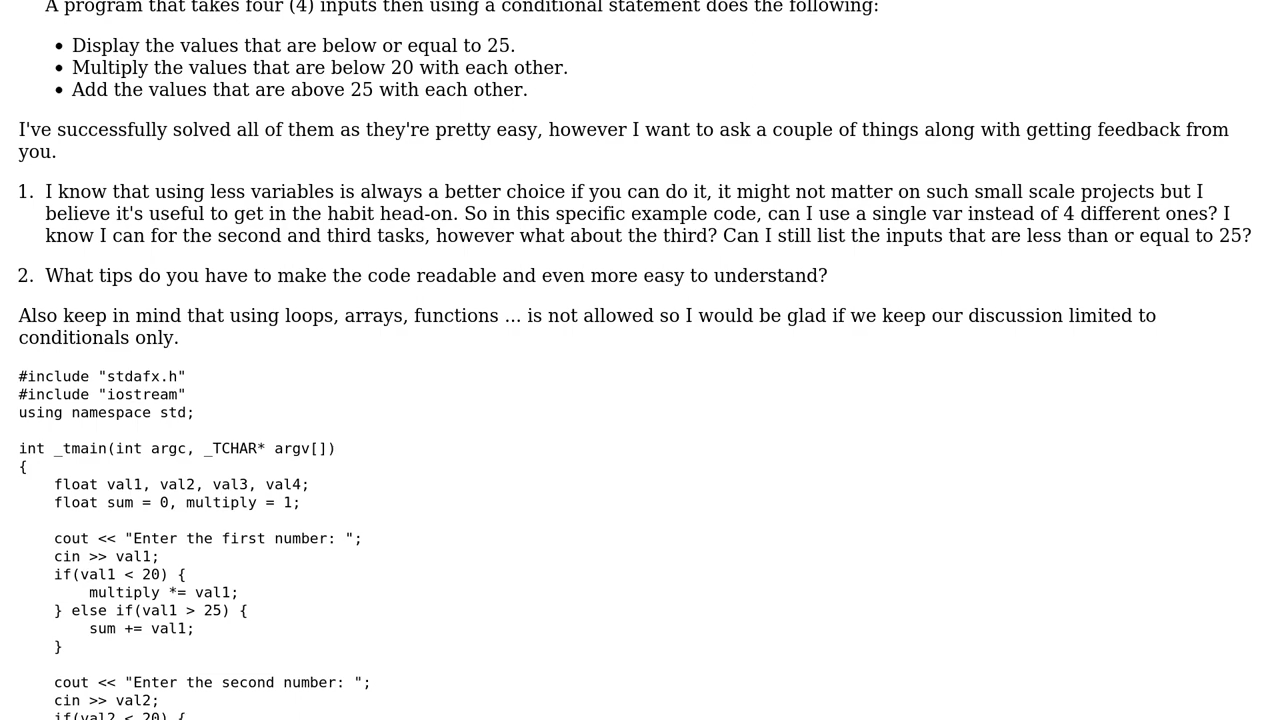 A program that takes four (4) inputs then using a conditional statement does the following:
• Display the values that are below or equal to 25.
• Multiply the values that are below 20 with each other.
• Add the values that are above 25 with each other.
I've successfully solved all of them as they're pretty easy, however I want to ask a couple of things along with getting feedback from
you.
1. I know that using less variables is always a better choice if you can do it, it might not matter on such small scale projects but I
believe it's useful to get in the habit head-on. So in this specific example code, can I use a single var instead of 4 different ones? I
know I can for the second and third tasks, however what about the third? Can I still list the inputs that are less than or equal to 25?
2. What tips do you have to make the code readable and even more easy to understand?
Also keep in mind that using loops, arrays, functions ... is not allowed so I would be glad if we keep our discussion limited to
conditionals only.
#include "stdafx.h"
#include "iostream"
using namespace std;
int _tmain(int argc, _TCHAR* argv[])
{
    float val1, val2, val3, val4;
    float sum = 0, multiply = 1;
    cout << "Enter the first number: ";
    cin >> val1;
    if(val1 < 20) {
        multiply *= val1;
    } else if(val1 > 25) {
        sum += val1;
    }
    cout << "Enter the second number: ";
    cin >> val2;
    if(val2 < 20) {